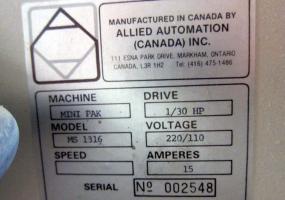 MANUFACTURED IN CANADA BY
ALLIED AUTOMATION
(CANADA) INC.
111 ESNA PARK DRIVE, MARKHAM, ONTARIO
CANADA, L3R 1H2 Tel: (416) 475-1486
MACHINE DRIVE
MINI PAK 1/30 HP
MODEL VOLTAGE
MS 1316 220/110
SPEED AMPERES
15
SERIAL Nº 002548